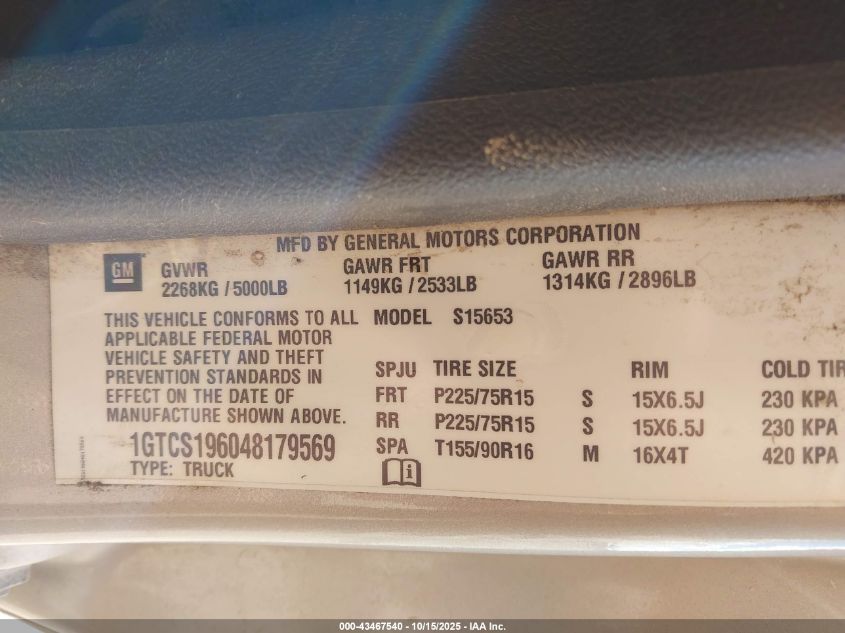 MFD BY GENERAL MOTORS CORPORATION
GM
GVWR GAWR FRT GAWR RR
2268KG / 5000LB 1149KG / 2533LB 1314KG / 2896LB
THIS VEHICLE CONFORMS TO ALL MODEL S15653
APPLICABLE FEDERAL MOTOR
VEHICLE SAFETY AND THEFT
PREVENTION STANDARDS IN
EFFECT ON THE DATE OF
MANUFACTURE SHOWN ABOVE.
1GTCS196048179569
TYPE: TRUCK
SPJU TIRE SIZE RIM COLD TIR
FRT P225/75R15 S 15X6.5J 230 KPA
RR P225/75R15 S 15X6.5J 230 KPA
SPA T155/90R16 M 16X4T 420 KPA
000-43467540 - 10/15/2025 - IAA Inc.